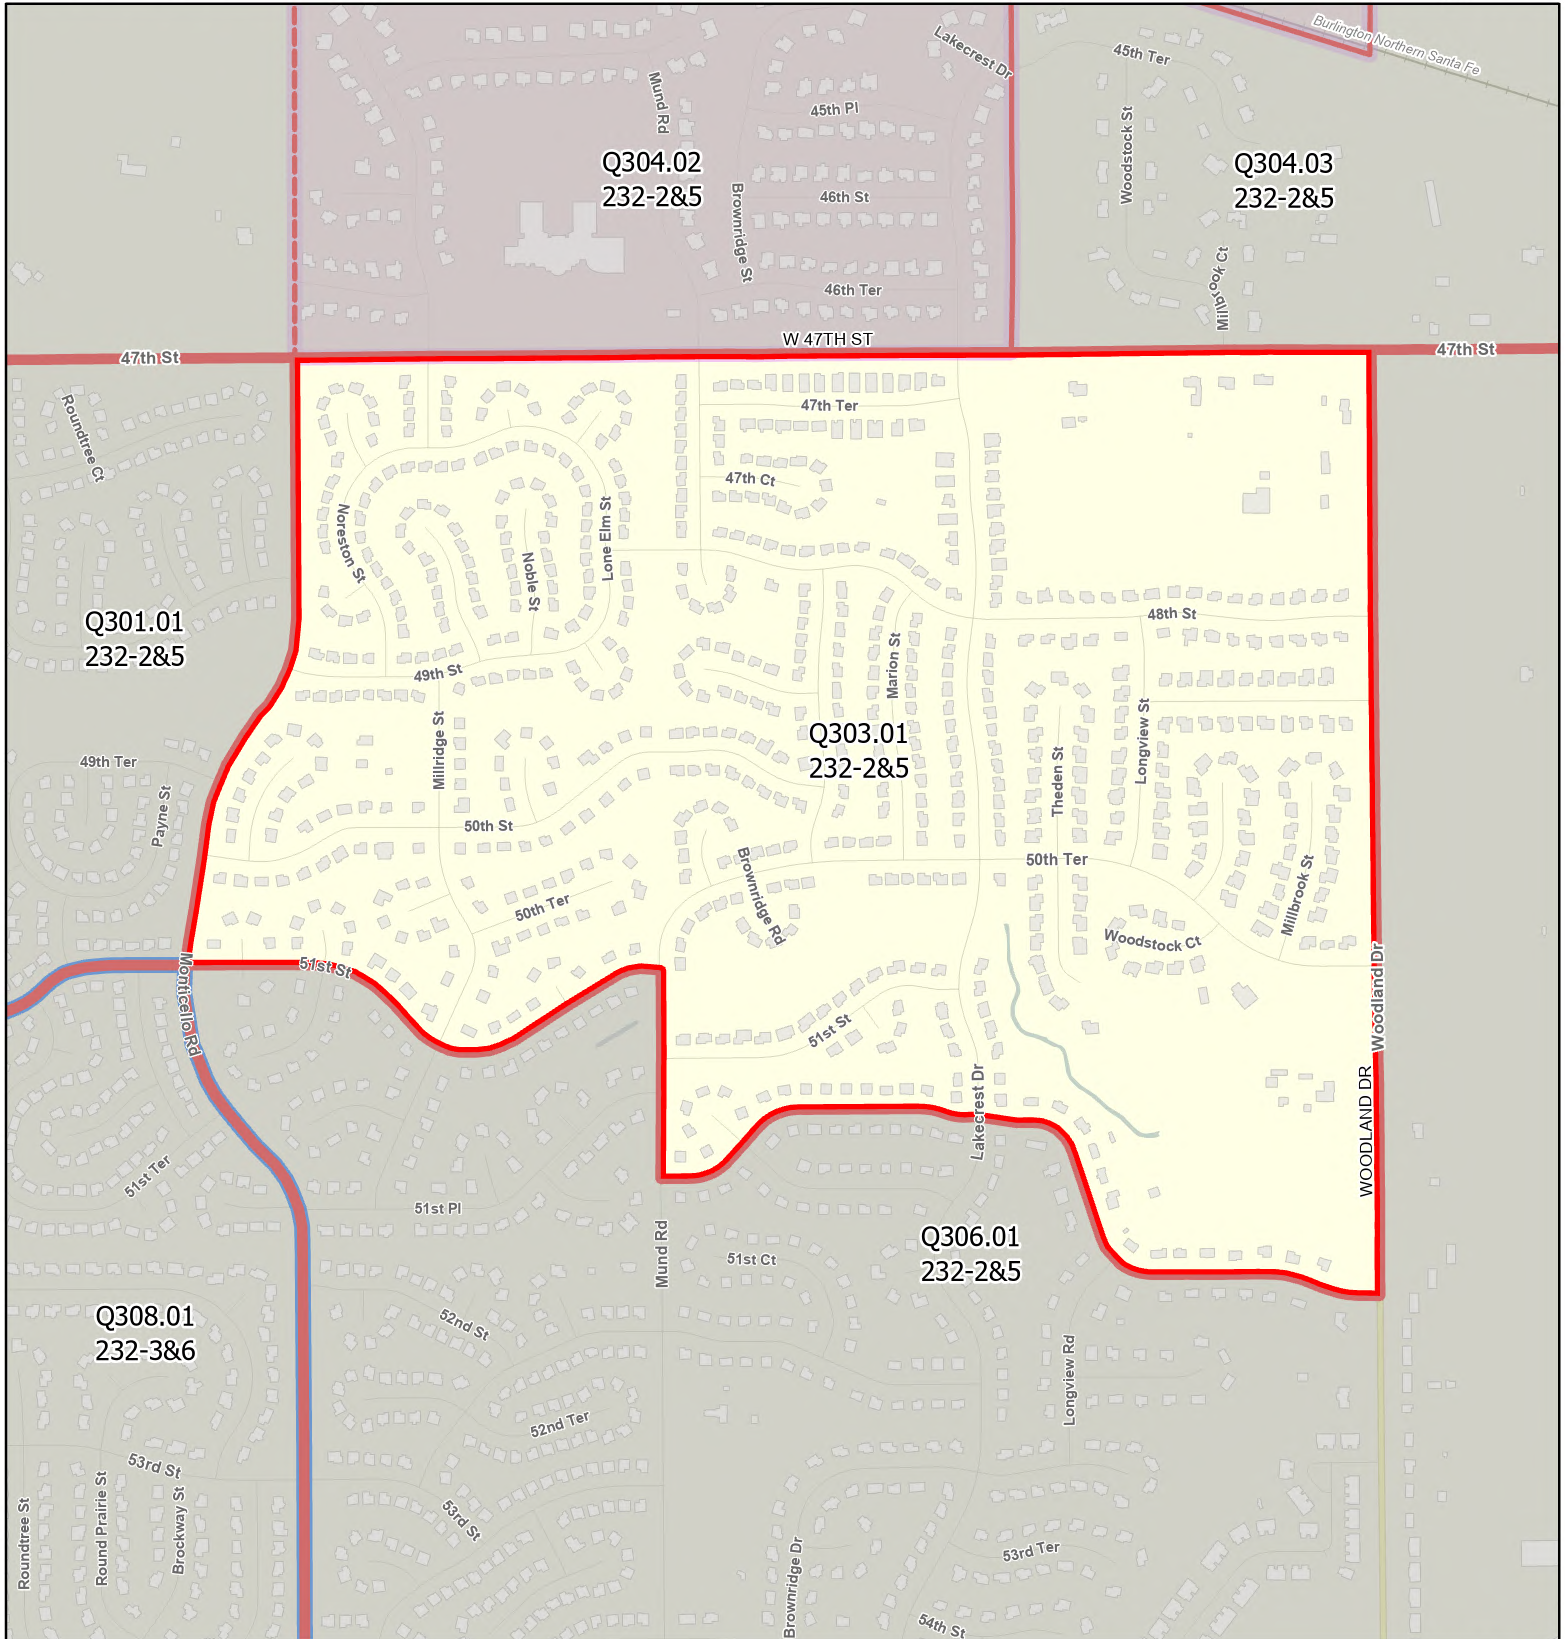 Burlington Northern Santa Fe
Lakecrest Dr
45th Ter
Mund Rd
45th Pl
Woodstock St
Q304.02
232-2&5
Q304.03
232-2&5
46th St
Brownridge St
46th Ter
Millbrook Ct
W 47TH ST
47th St
47th St
Roundtree Ct
47th Ter
47th Ct
Noreston St
Lone Elm St
Noble St
Q301.01
232-2&5
48th St
Marion St
49th St
Millridge St
Longview St
Q303.01
232-2&5
49th Ter
Theden St
Payne St
50th St
50th Ter
Brownridge Rd
Millbrook St
50th Ter
Woodstock Ct
51st St
Monticello Rd
Woodland Dr
51st St
Lakecrest Dr
WOODLAND DR
51st Ter
51st Pl
Mund Rd
Q306.01
232-2&5
51st Ct
Q308.01
232-3&6
52nd St
Longview Rd
52nd Ter
53rd St
Roundtree St
Round Prairie St
Brockway St
53rd St
Brownridge Dr
53rd Ter
54th St